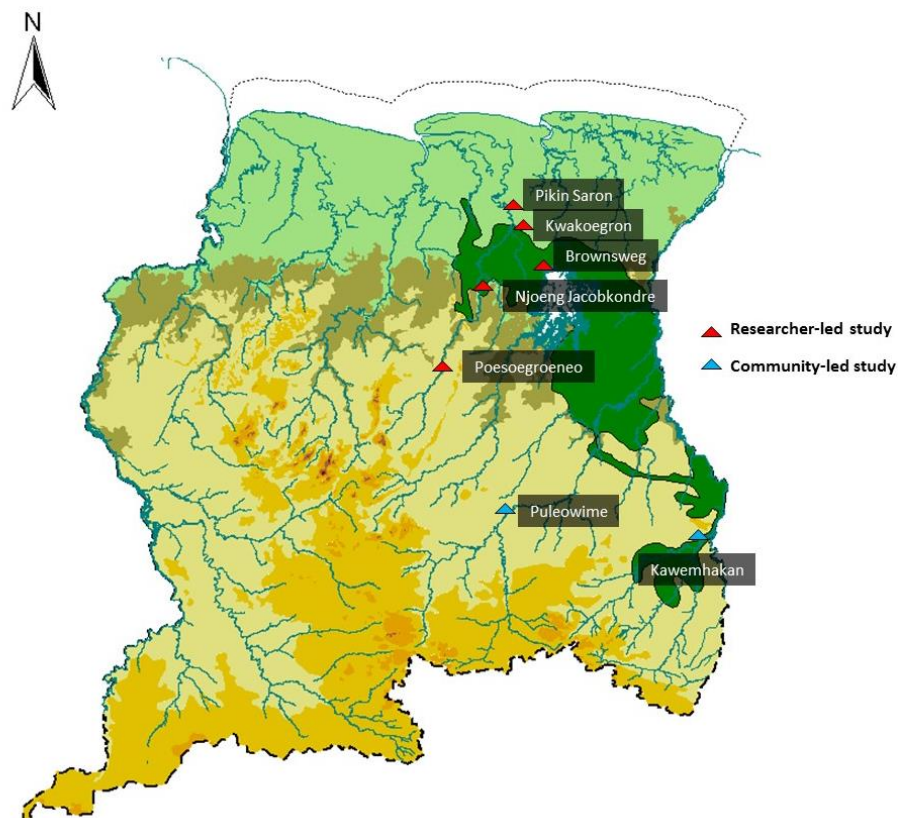 N
Pikin Saron
Kwakoegron
Brownsweg
Njoeng Jacobkondre
Researcher-led study
Community-led study
Poesoegroeneo
Puleowime
Kawemhakan